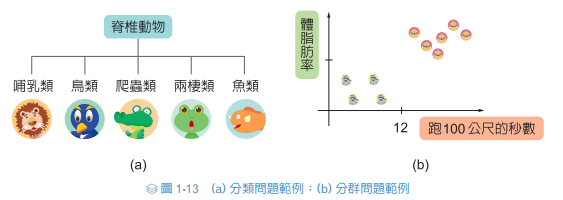 脊椎動物
哺乳類
鳥類
爬蟲類
兩棲類
魚類
(a)
體脂肪率
12
跑100 公尺的秒數
(b)
圖 1-13 (a) 分類問題範例；(b) 分群問題範例